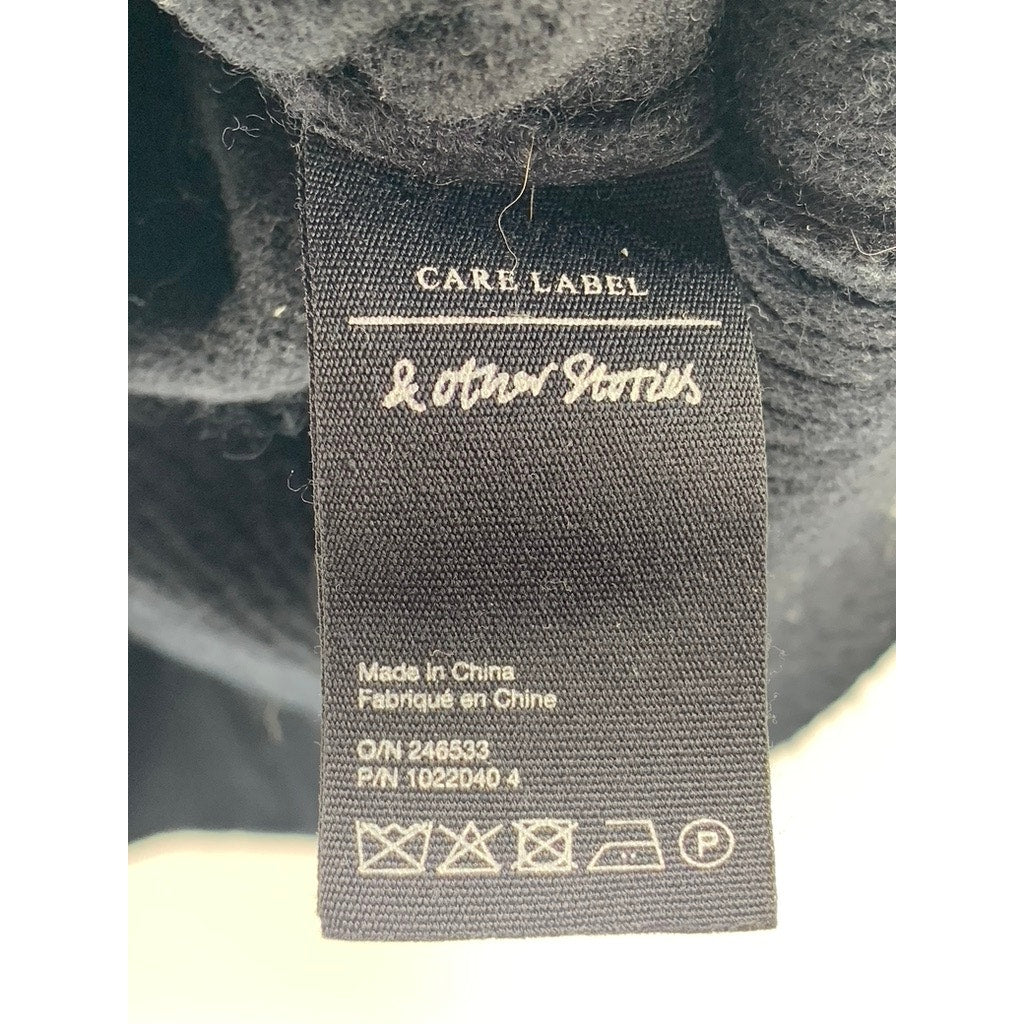 CARE LABEL
& other Stories
Made in China
Fabriqué en Chine
O/N 246533
P/N 1022040 4
P